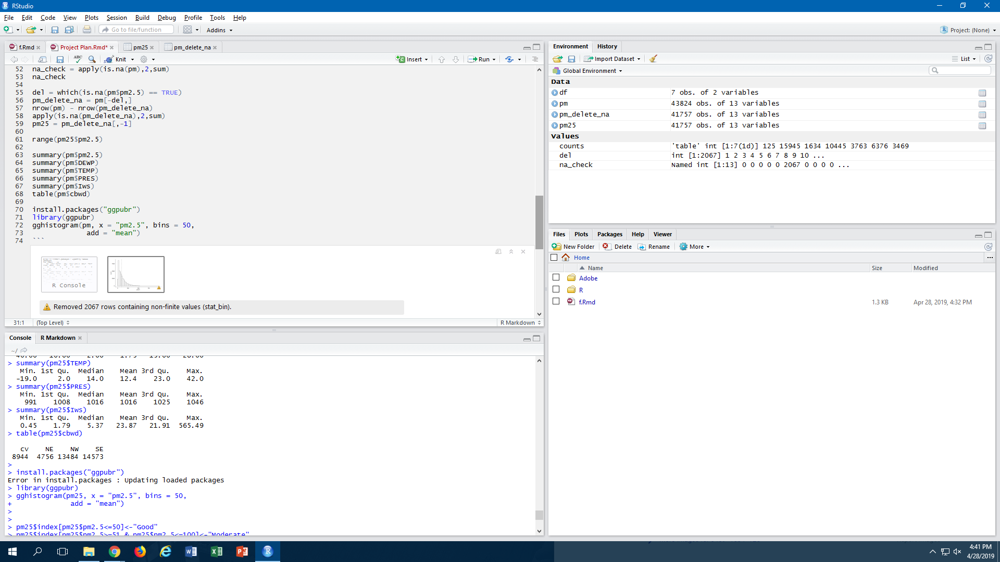 RStudio
File Edit Code View Plots Session Build Debug Profile Tools Help
Go to file/function Addins Project: (None)
f.Rmd Project Plan.Rmd* pm25 pm_delete_na
ABC Knit Insert Run
52 na_check = apply(is.na(pm),2,sum)
53 na_check
54
55 del = which(is.na(pm$pm2.5) == TRUE)
56 pm_delete_na = pm[-del,]
57 nrow(pm) - nrow(pm_delete_na)
58 apply(is.na(pm_delete_na),2,sum)
59 pm25 = pm_delete_na[,-1]
60
61 range(pm25$pm2.5)
62
63 summary(pm$pm2.5)
64 summary(pm$DEWP)
65 summary(pm$TEMP)
66 summary(pm$PRES)
67 summary(pm$Iws)
68 table(pm$cbwd)
69
70 install.packages("ggpubr")
71 library(ggpubr)
72 gghistogram(pm, x = "pm2.5", bins = 50,
73 add = "mean")
74 ```
R Console
Removed 2067 rows containing non-finite values (stat_bin).
31:1 (Top Level) R Markdown
Console R Markdown
~/
> summary(pm25$TEMP)
Min. 1st Qu. Median Mean 3rd Qu. Max.
-19.0 2.0 14.0 12.4 23.0 42.0
> summary(pm25$PRES)
Min. 1st Qu. Median Mean 3rd Qu. Max.
991 1008 1016 1016 1025 1046
> summary(pm25$Iws)
Min. 1st Qu. Median Mean 3rd Qu. Max.
0.45 1.79 5.37 23.87 21.91 565.49
> table(pm25$cbwd)
cv NE NW SE
8944 4756 13484 14573
>
> install.packages("ggpubr")
Error in install.packages : Updating loaded packages
> library(ggpubr)
> gghistogram(pm25, x = "pm2.5", bins = 50,
+ add = "mean")
>
>
> pm25$index[pm25$pm2.5<=50]<-"Good"
> pm25$index[pm25$pm2.5>=51 & pm25$pm2.5<=100]<-"Moderate"
Environment History
Import Dataset List
Global Environment
Data
df 7 obs. of 2 variables
pm 43824 obs. of 13 variables
pm_delete_na 41757 obs. of 13 variables
pm25 41757 obs. of 13 variables
Values
counts 'table' int [1:7(1d)] 125 15945 1634 10445 3763 6376 3469
del int [1:2067] 1 2 3 4 5 6 7 8 9 10 ...
na_check Named int [1:13] 0 0 0 0 0 2067 0 0 0 0 ...
Files Plots Packages Help Viewer
New Folder Delete Rename More
Home ...
Name Size Modified
Adobe
R
f.Rmd 1.3 KB Apr 28, 2019, 4:32 PM
4:41 PM
4/28/2019